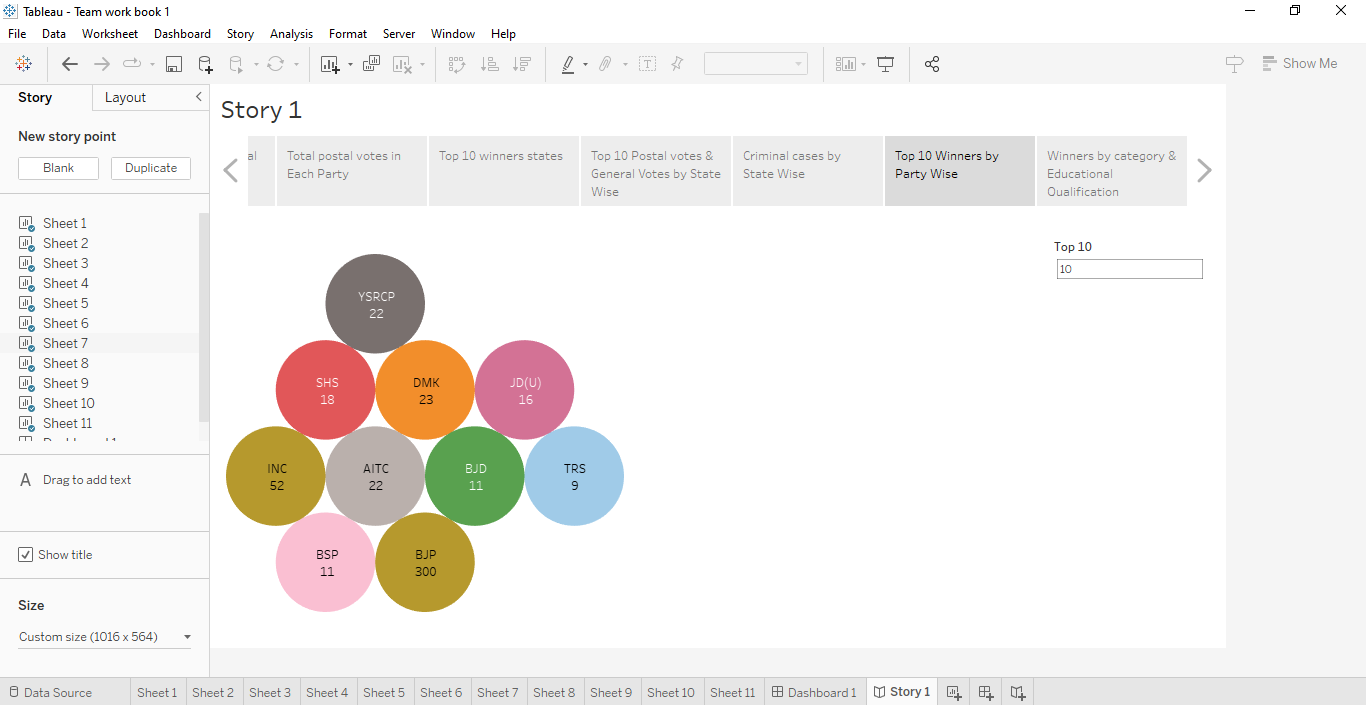 Tableau - Team work book 1
File Data Worksheet Dashboard Story Analysis Format Server Window Help
Show Me
Story Layout
New story point
Blank Duplicate
Sheet 1
Sheet 2
Sheet 3
Sheet 4
Sheet 5
Sheet 6
Sheet 7
Sheet 8
Sheet 9
Sheet 10
Sheet 11
A Drag to add text
Show title
Size
Custom size (1016 x 564)
Story 1
al
Total postal votes in
Each Party
Top 10 winners states
Top 10 Postal votes &
General Votes by State
Wise
Criminal cases by
State Wise
Top 10 Winners by
Party Wise
Winners by category &
Educational
Qualification
Top 10
10
YSRCP
22
SHS
18
DMK
23
JD(U)
16
INC
52
AITC
22
BJD
11
TRS
9
BSP
11
BJP
300
Data Source Sheet 1 Sheet 2 Sheet 3 Sheet 4 Sheet 5 Sheet 6 Sheet 7 Sheet 8 Sheet 9 Sheet 10 Sheet 11 Dashboard 1 Story 1